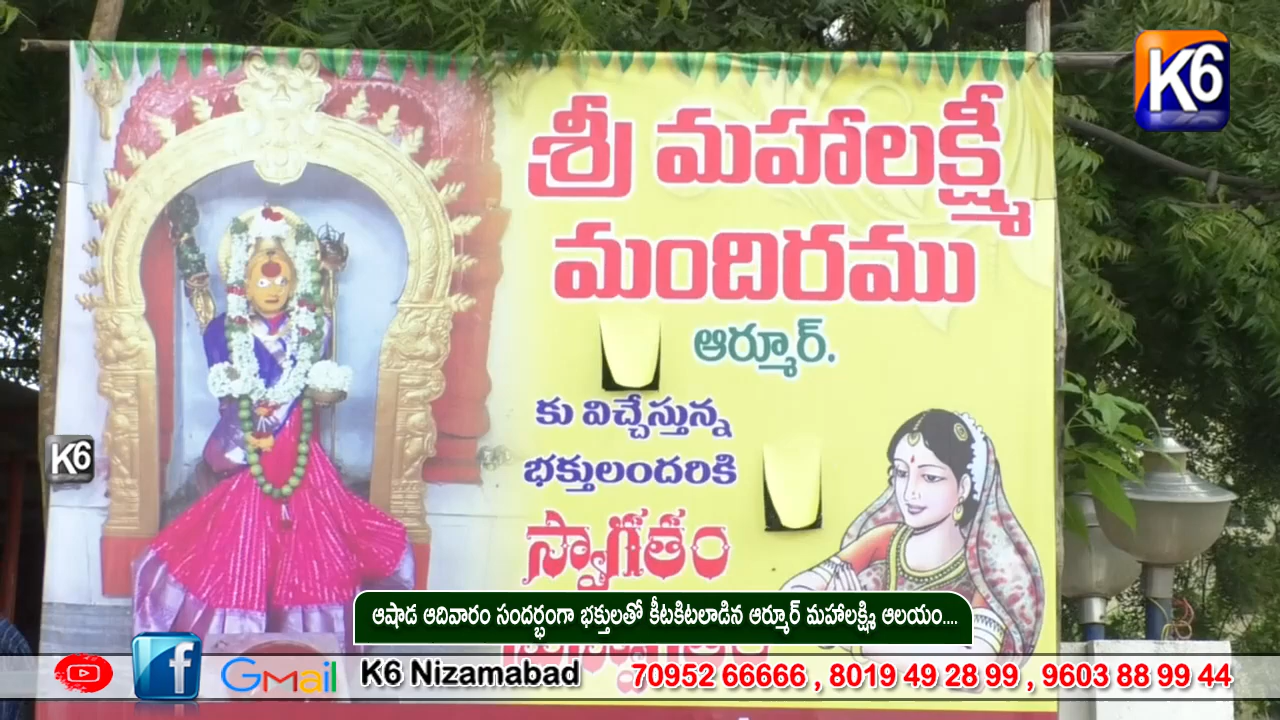 శ్రీ మహాలక్ష్మీ
మందిరము
ఆర్మూర్.
కు విచ్చేస్తున్న
భక్తులందరికి
స్వాగతం
K6
K6
ఆషాడ ఆదివారం సందర్భంగా భక్తులతో కిటకిటలాడిన ఆర్మూర్ మహాలక్ష్మి ఆలయం....
f Gmail K6 Nizamabad 70952 66666 , 8019 49 28 99 , 9603 88 99 44